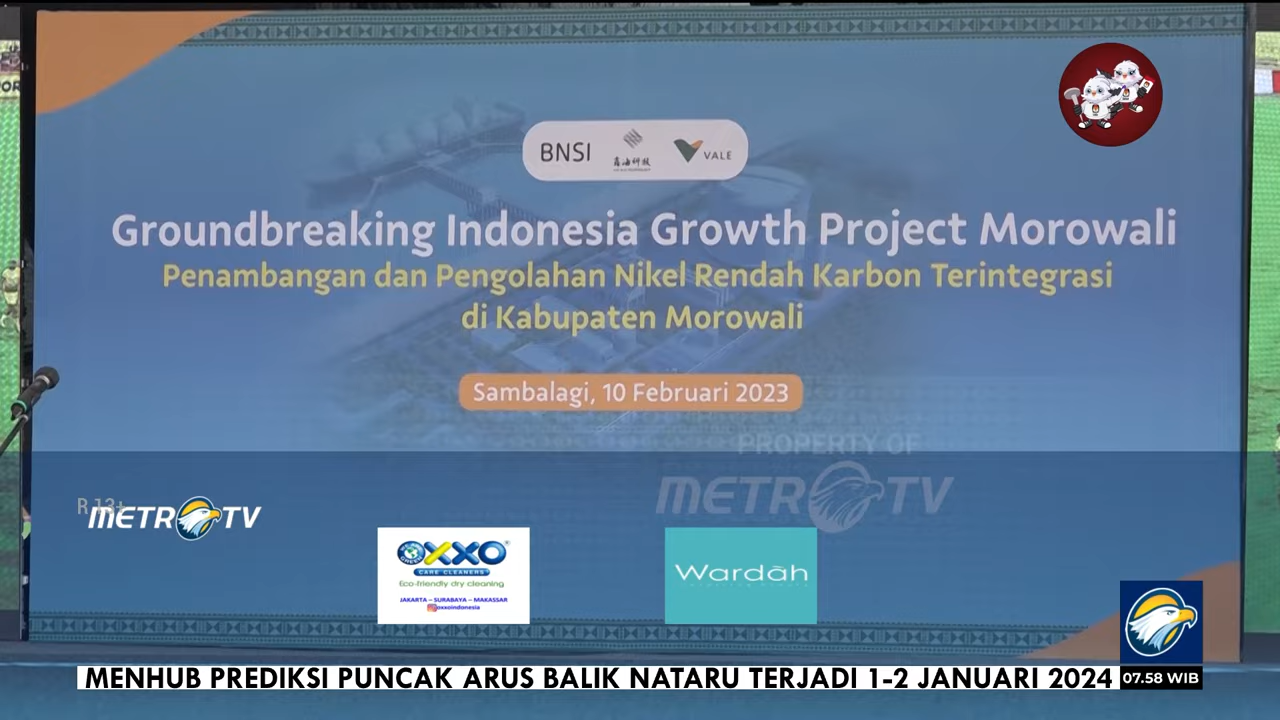 BNSI
VALE
Groundbreaking Indonesia Growth Project Morowali
Penambangan dan Pengolahan Nikel Rendah Karbon Terintegrasi
di Kabupaten Morowali
Sambalagi, 10 Februari 2023
PROPERTY OF
METRO TV
R 13+
METRO TV
OXXO
CARE CLEANERS
Eco-friendly dry cleaning
JAKARTA – SURABAYA – MAKASSAR
oxxoindonesia
Wardah
MENHUB PREDIKSI PUNCAK ARUS BALIK NATARU TERJADI 1-2 JANUARI 2024
07.58 WIB